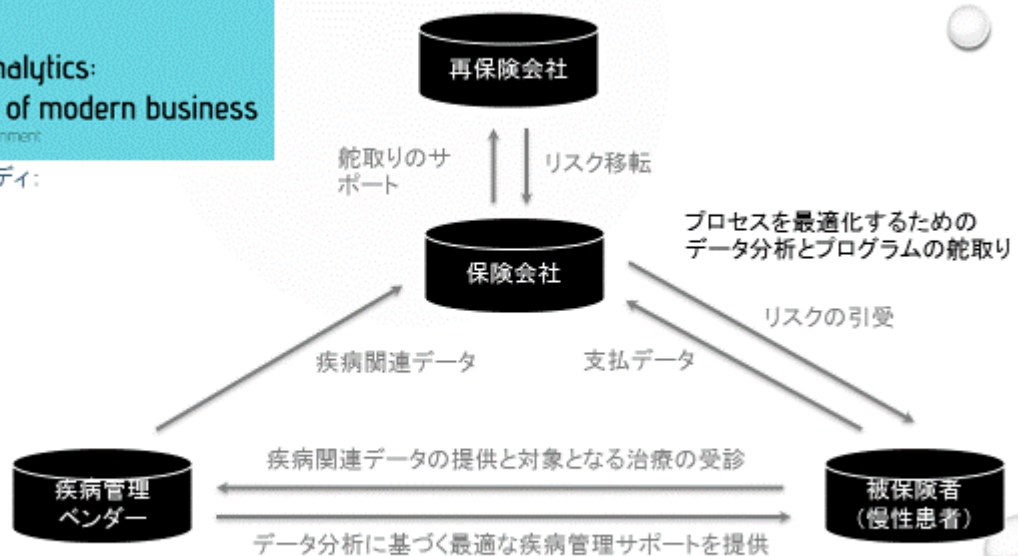 nalytics:
of modern business
nment
ディ:
再保険会社
舵取りのサ
ポート
リスク移転
保険会社
プロセスを最適化するための
データ分析とプログラムの舵取り
リスクの引受
疾病関連データ
支払データ
疾病関連データの提供と対象となる治療の受診
疾病管理
ベンダー
被保険者
(慢性患者)
データ分析に基づく最適な疾病管理サポートを提供